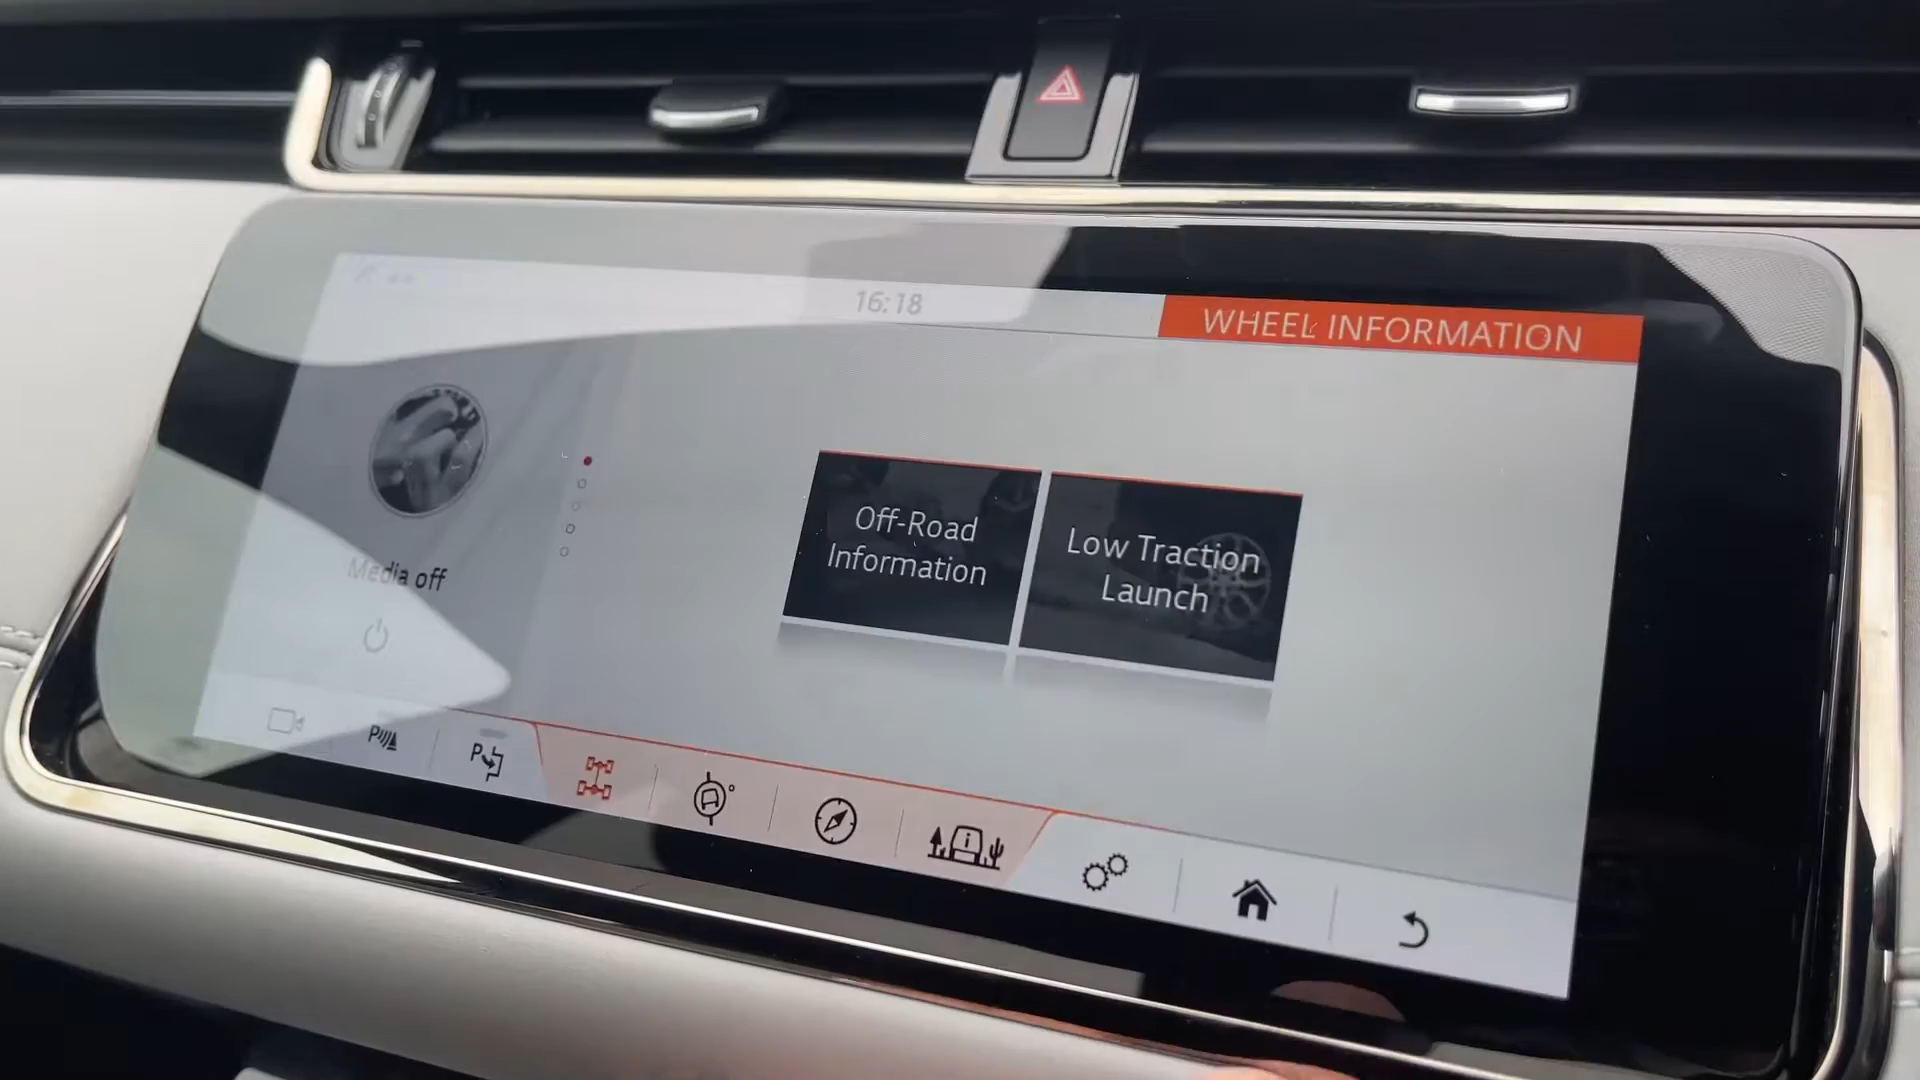 16:18
WHEEL INFORMATION
Off-Road
Information
Low Traction
Launch
Media off
P
P